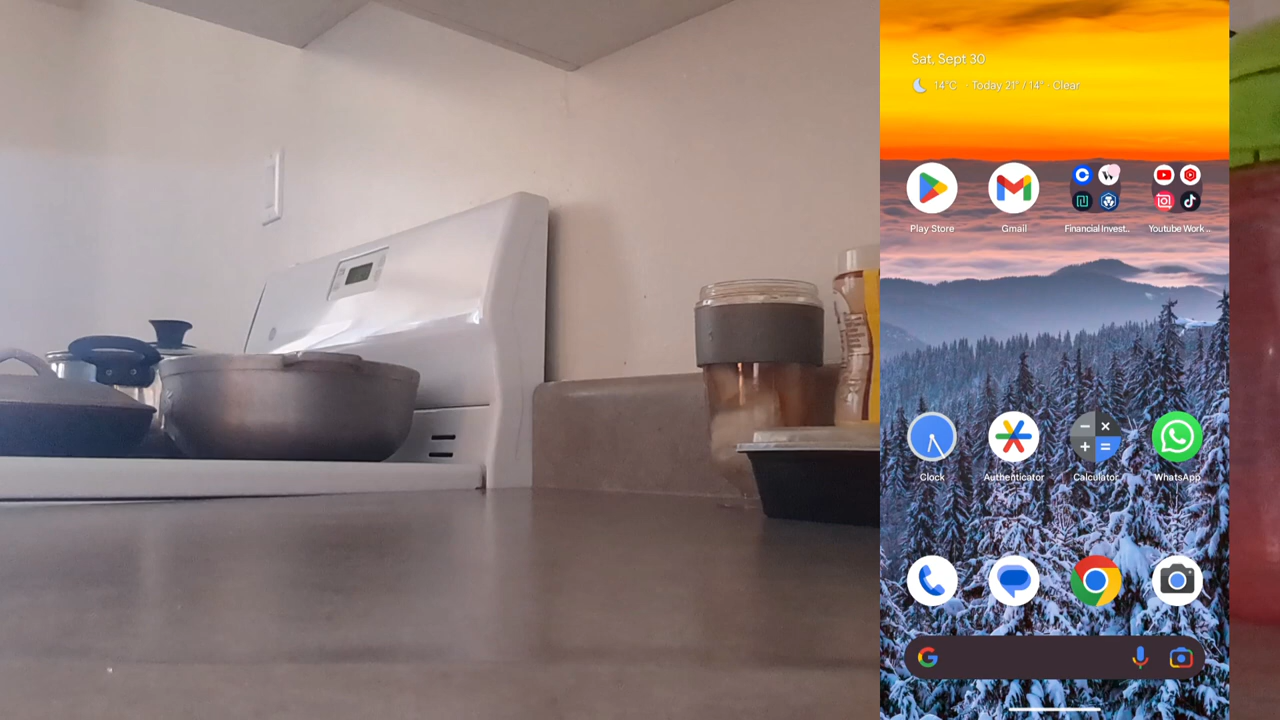 Sat, Sept 30
14°C · Today 21° / 14° · Clear
Play Store
Gmail
Financial Invest..
Youtube Work ..
Clock
Authenticator
Calculator
WhatsApp